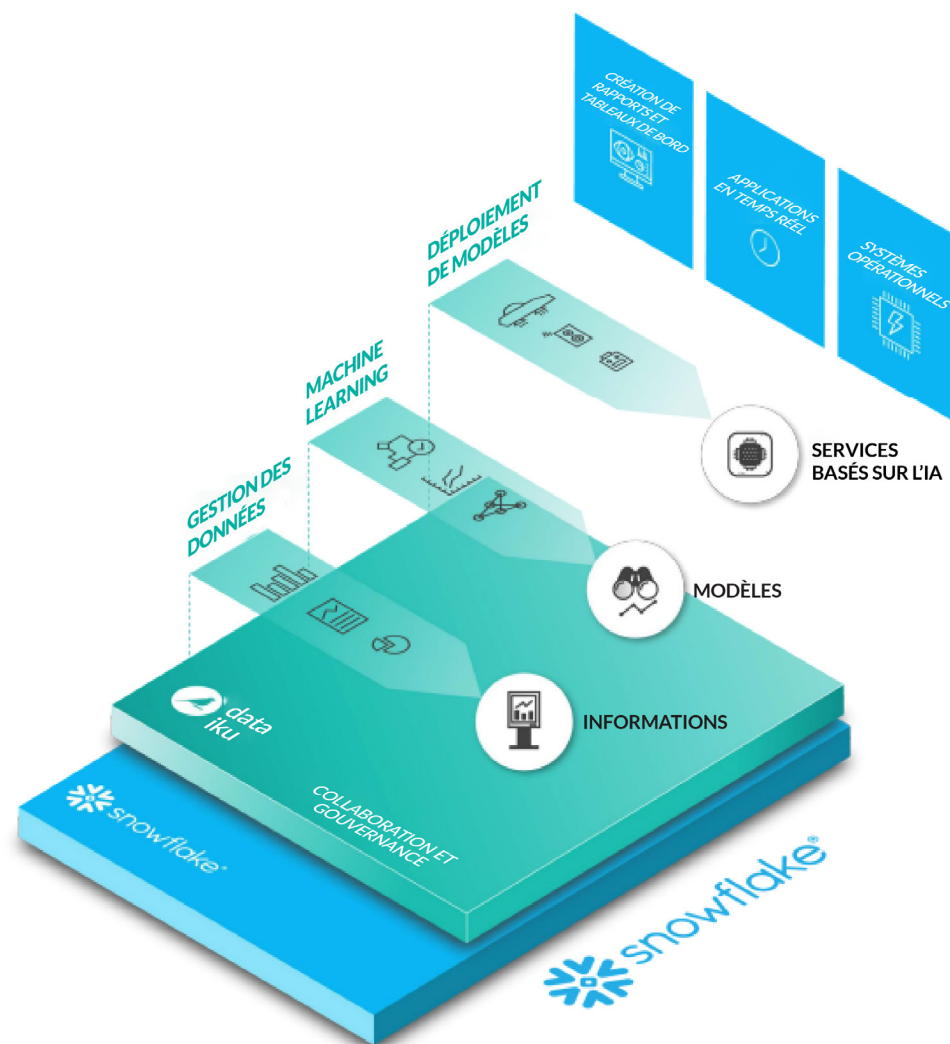 CRÉATION DE
RAPPORTS ET
TABLEAUX DE BORD
APPLICATIONS
EN TEMPS RÉEL
SYSTÈMES
OPÉRATIONNELS
DÉPLOIEMENT
DE MODÈLES
MACHINE
LEARNING
GESTION DES
DONNÉES
SERVICES
BASÉS SUR L'IA
MODÈLES
INFORMATIONS
data
iku
COLLABORATION ET
GOUVERNANCE
snowflake®
snowflake®